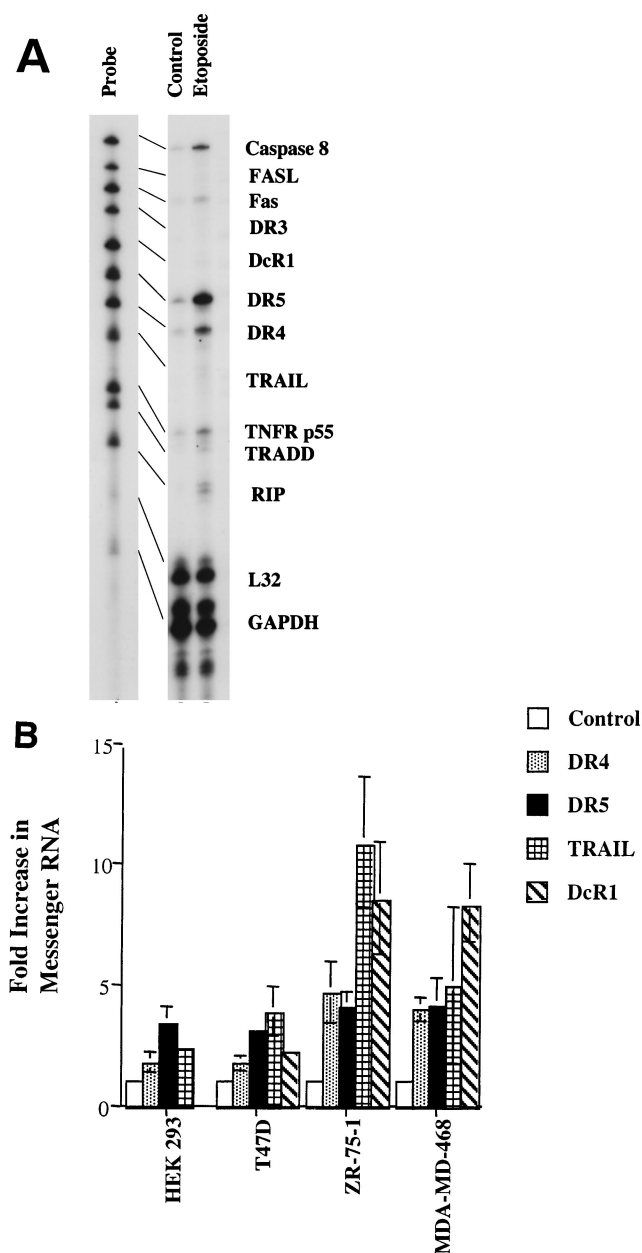 A
Probe
Control
Etoposide
Caspase 8
FASL
Fas
DR3
DcR1
DR5
DR4
TRAIL
TNFR p55
TRADD
RIP
L32
GAPDH
B
Control
DR4
DR5
TRAIL
DcR1
Fold Increase in
Messenger RNA
15
10
5
0
HEK 293
T47D
ZR-75-1
MDA-MD-468